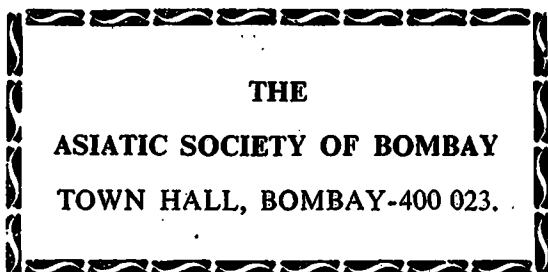 THE
ASIATIC SOCIETY OF BOMBAY
TOWN HALL, BOMBAY-400 023.